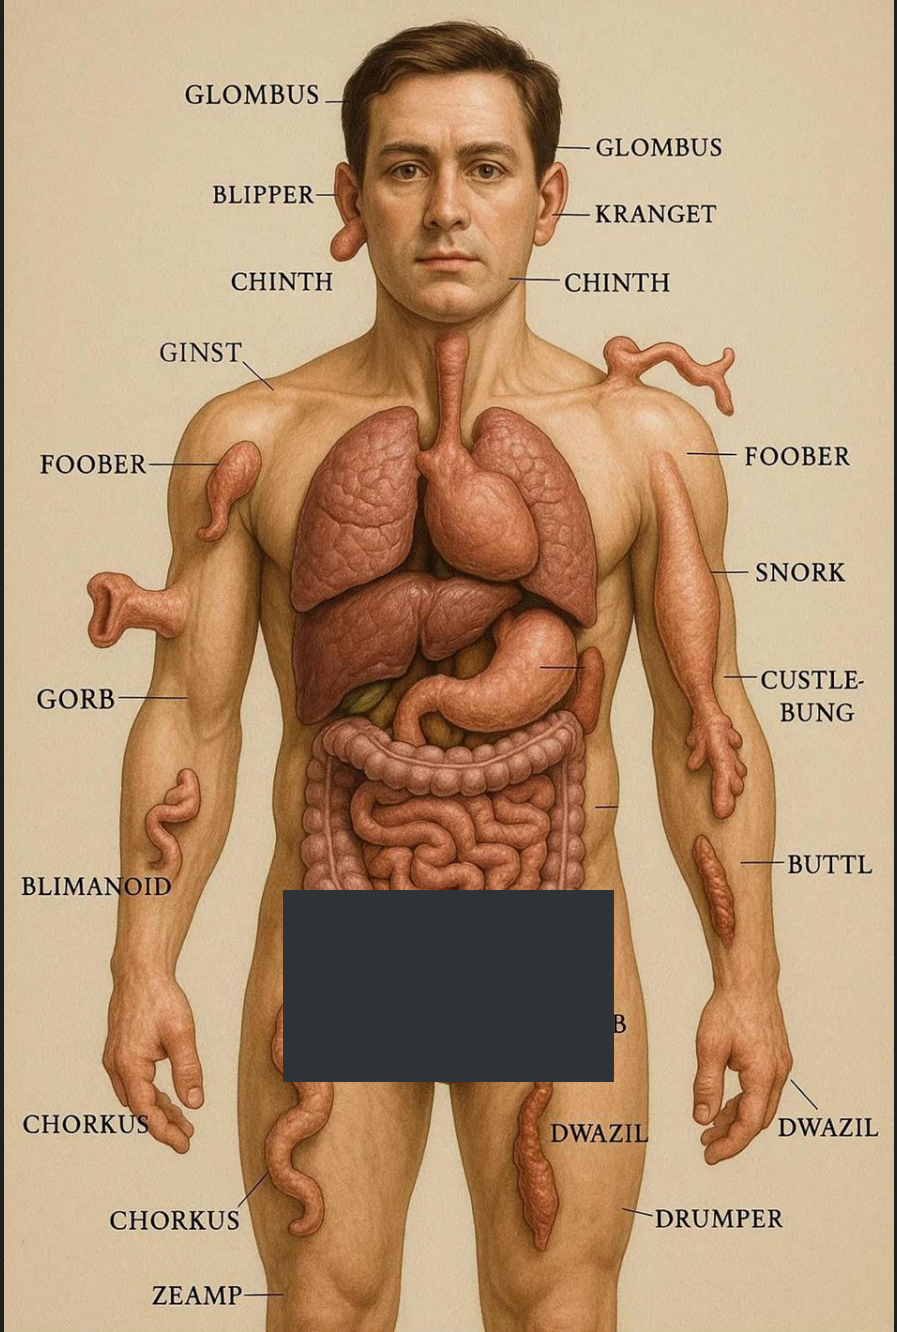 GLOMBUS
GLOMBUS
BLIPPER
KRANGET
CHINTH
CHINTH
GINST
FOOBER
FOOBER
SNORK
GORB
CUSTLE-
BUNG
BUTTL
BLIMANOID
B
CHORKUS
DWAZIL
DWAZIL
CHORKUS
DRUMPER
ZEAMP